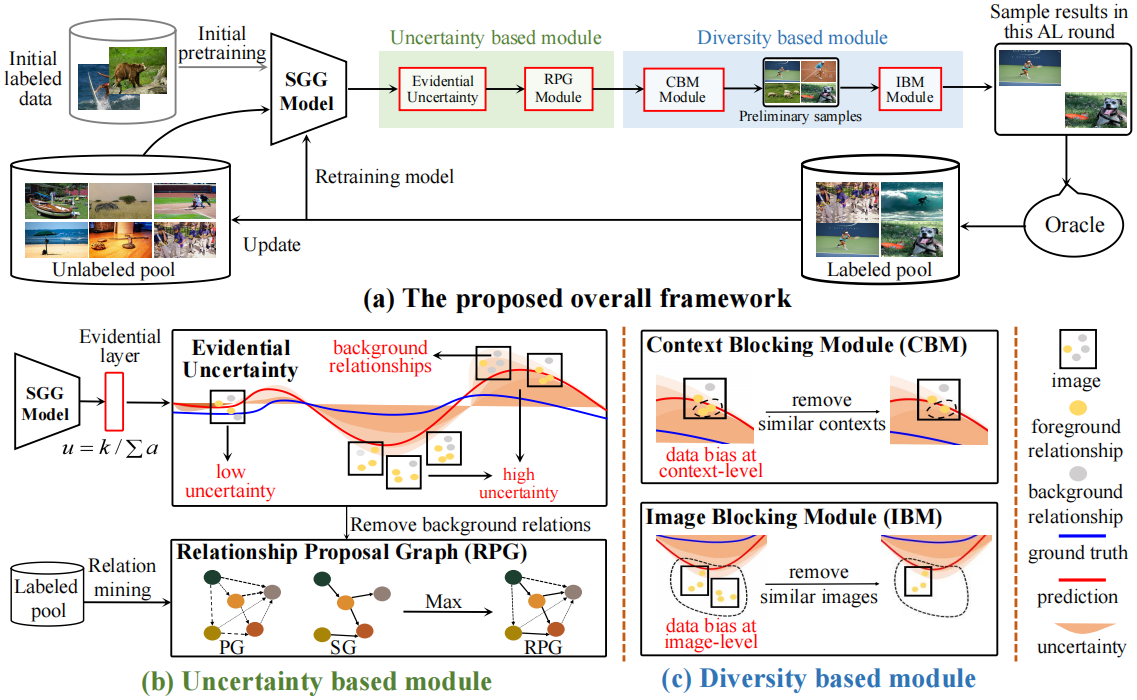 Initial
labeled
data
Initial
pretraining
SGG
Model
Uncertainty based module
Evidential
Uncertainty
RPG
Module
Diversity based module
CBM
Module
Preliminary samples
IBM
Module
Sample results in
this AL round
Retraining model
Update
Unlabeled pool
Labeled pool
Oracle
(a) The proposed overall framework
SGG
Model
Evidential
layer
u = k / ∑ a
Evidential
Uncertainty
background
relationships
low
uncertainty
high
uncertainty
Remove background relations
Labeled
pool
Relation
mining
Relationship Proposal Graph (RPG)
Max
PG
SG
RPG
(b) Uncertainty based module
Context Blocking Module (CBM)
remove
similar contexts
data bias at
context-level
Image Blocking Module (IBM)
remove
similar images
data bias at
image-level
(c) Diversity based module
image
foreground
relationship
background
relationship
ground truth
prediction
uncertainty